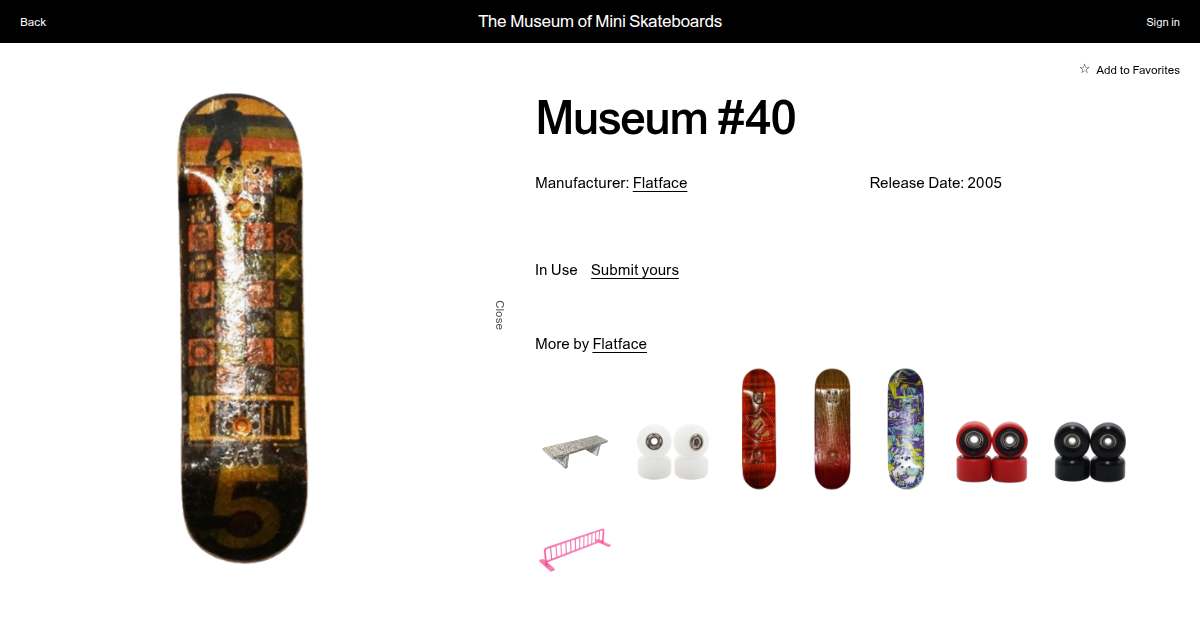 Back
The Museum of Mini Skateboards
Sign in
☆ Add to Favorites
Museum #40
Manufacturer: Flatface
Release Date: 2005
In Use Submit yours
Close
More by Flatface
5